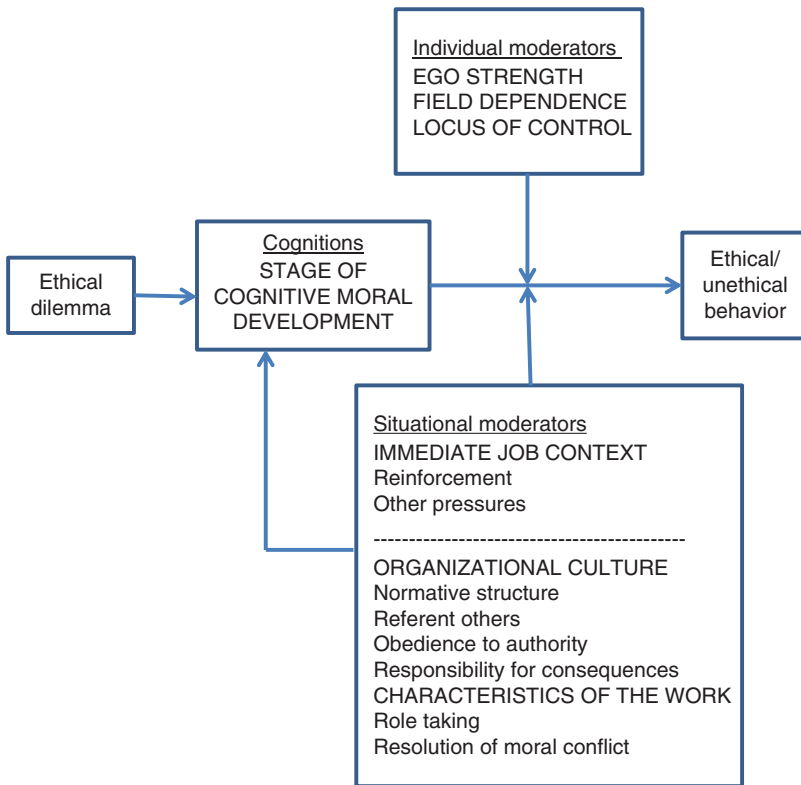 Individual moderators
EGO STRENGTH
FIELD DEPENDENCE
LOCUS OF CONTROL
Ethical
dilemma
Cognitions
STAGE OF
COGNITIVE MORAL
DEVELOPMENT
Ethical/
unethical
behavior
Situational moderators
IMMEDIATE JOB CONTEXT
Reinforcement
Other pressures
ORGANIZATIONAL CULTURE
Normative structure
Referent others
Obedience to authority
Responsibility for consequences
CHARACTERISTICS OF THE WORK
Role taking
Resolution of moral conflict